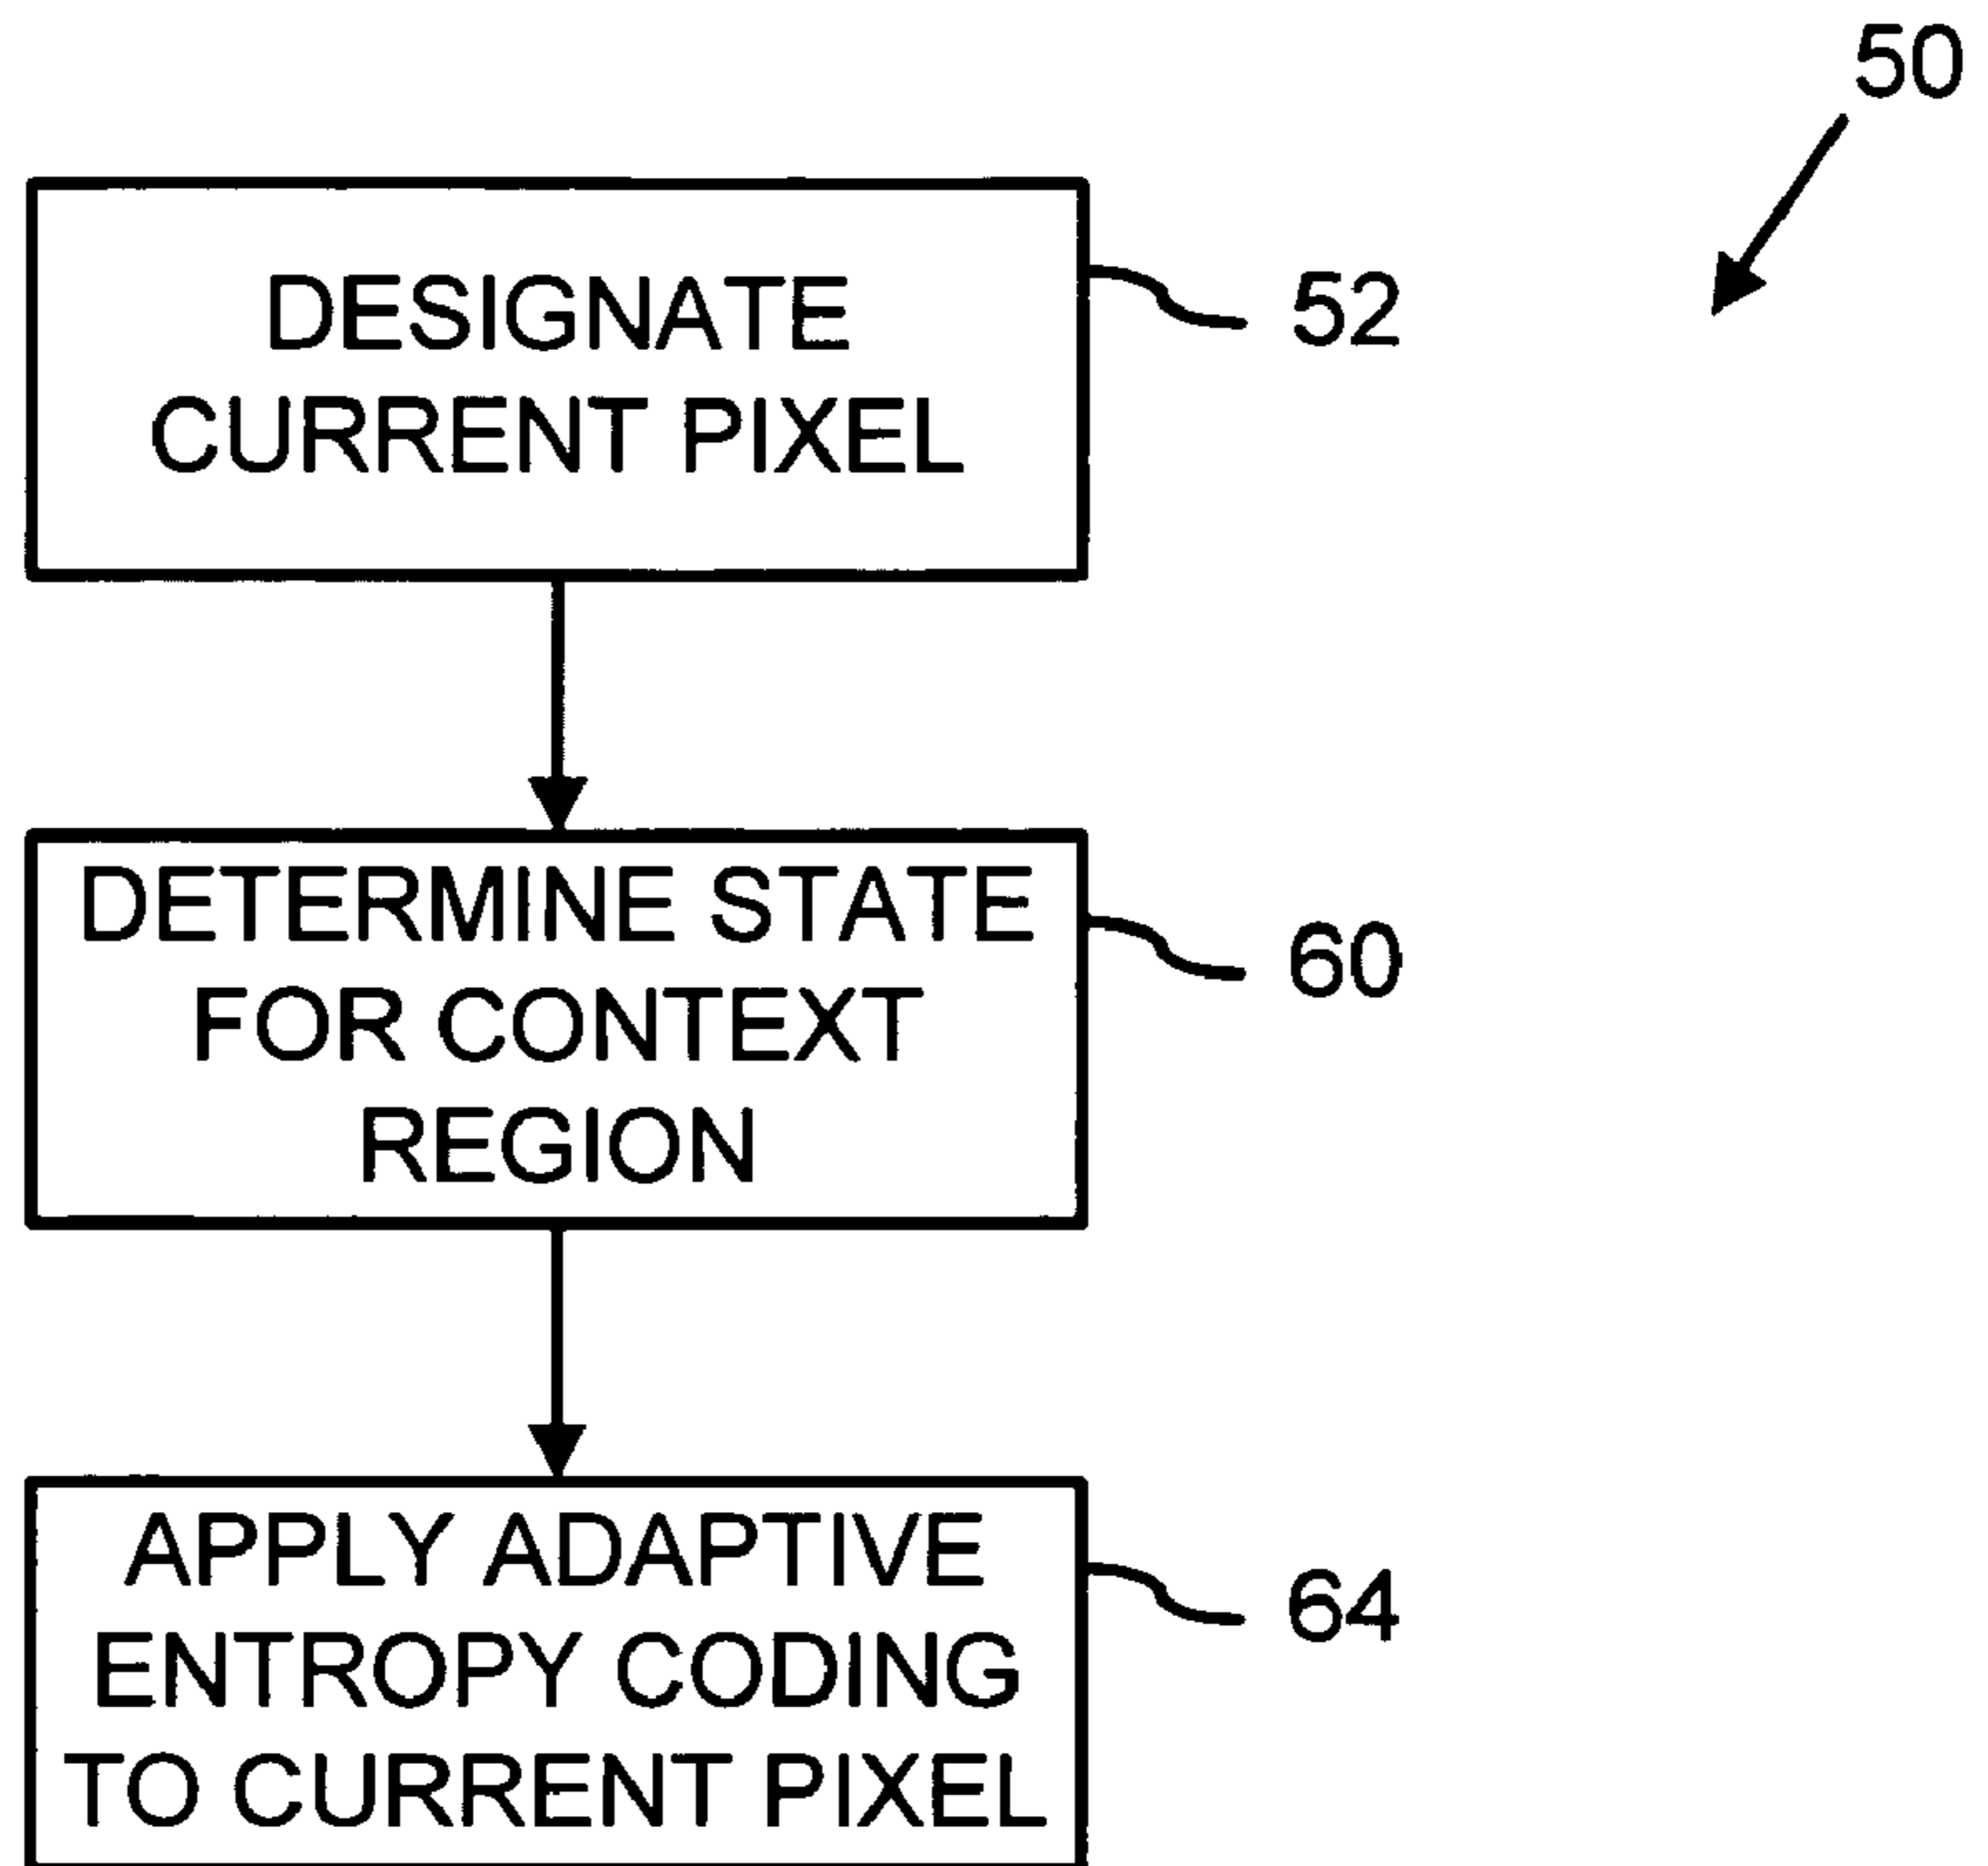 50
DESIGNATE
CURRENT PIXEL
52
DETERMINE STATE
FOR CONTEXT
REGION
60
APPLY ADAPTIVE
ENTROPY CODING
TO CURRENT PIXEL
64